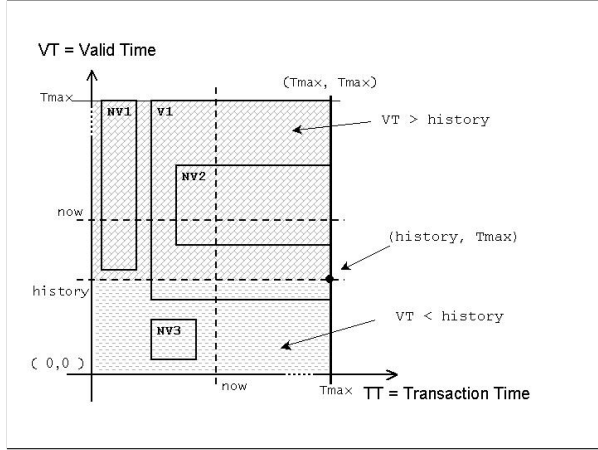 VT = Valid Time
(Tmax, Tmax)
Tmax
NV1
V1
VT > history
NV2
now
(history, Tmax)
history
VT < history
NV3
( 0,0 )
now
Tmax
TT = Transaction Time